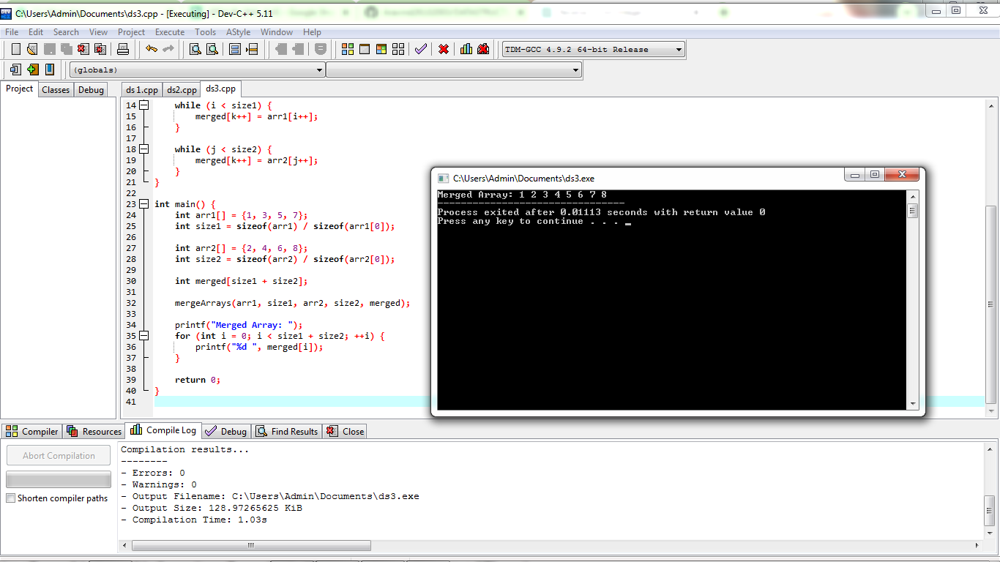 C:\Users\Admin\Documents\ds3.cpp - [Executing] - Dev-C++ 5.11
File Edit Search View Project Execute Tools AStyle Window Help
TDM-GCC 4.9.2 64-bit Release
(globals)
Project Classes Debug
ds1.cpp ds2.cpp ds3.cpp
14 while (i < size1) {
15 merged[k++] = arr1[i++];
16 }
17
18 while (j < size2) {
19 merged[k++] = arr2[j++];
20 }
21 }
22
23 int main() {
24 int arr1[] = {1, 3, 5, 7};
25 int size1 = sizeof(arr1) / sizeof(arr1[0]);
26
27 int arr2[] = {2, 4, 6, 8};
28 int size2 = sizeof(arr2) / sizeof(arr2[0]);
29
30 int merged[size1 + size2];
31
32 mergeArrays(arr1, size1, arr2, size2, merged);
33
34 printf("Merged Array: ");
35 for (int i = 0; i < size1 + size2; ++i) {
36 printf("%d ", merged[i]);
37 }
38
39 return 0;
40 }
41
C:\Users\Admin\Documents\ds3.exe
Merged Array: 1 2 3 4 5 6 7 8
--------------------------------
Process exited after 0.01113 seconds with return value 0
Press any key to continue . . . _
Compiler Resources Compile Log Debug Find Results Close
Abort Compilation
Shorten compiler paths
Compilation results...
--------
- Errors: 0
- Warnings: 0
- Output Filename: C:\Users\Admin\Documents\ds3.exe
- Output Size: 128.97265625 KiB
- Compilation Time: 1.03s